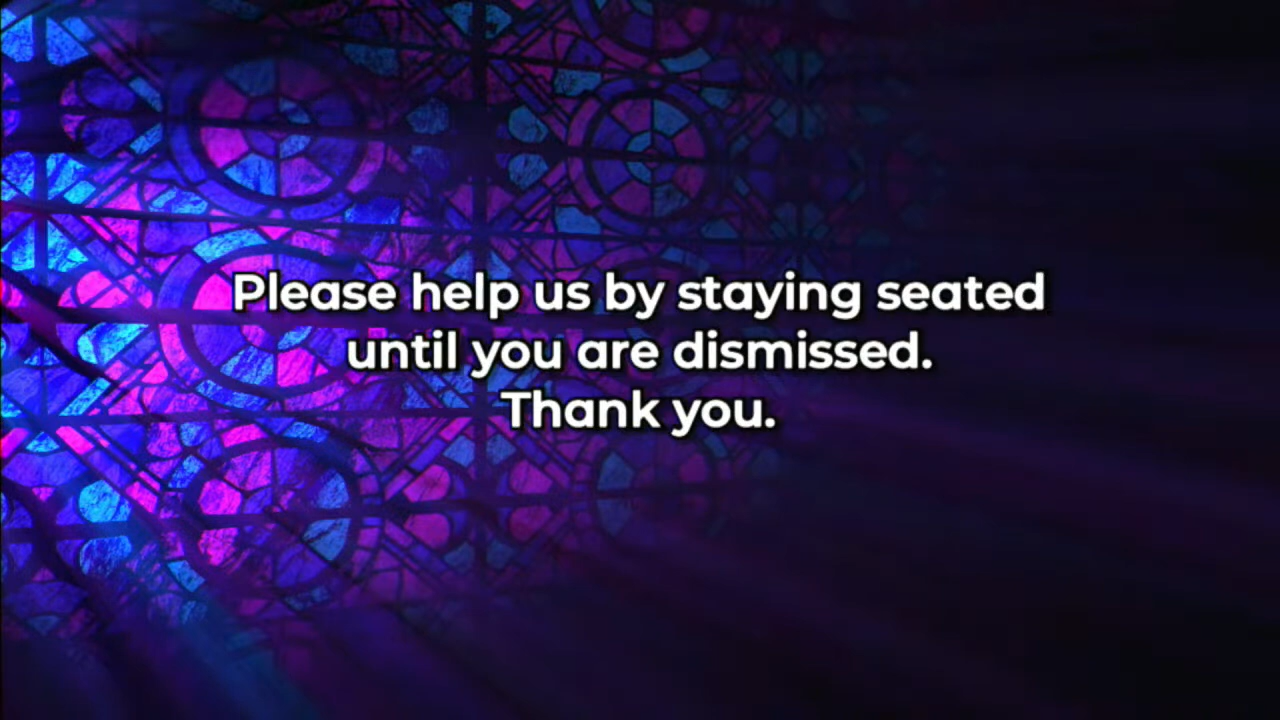 Please help us by staying seated
until you are dismissed.
Thank you.